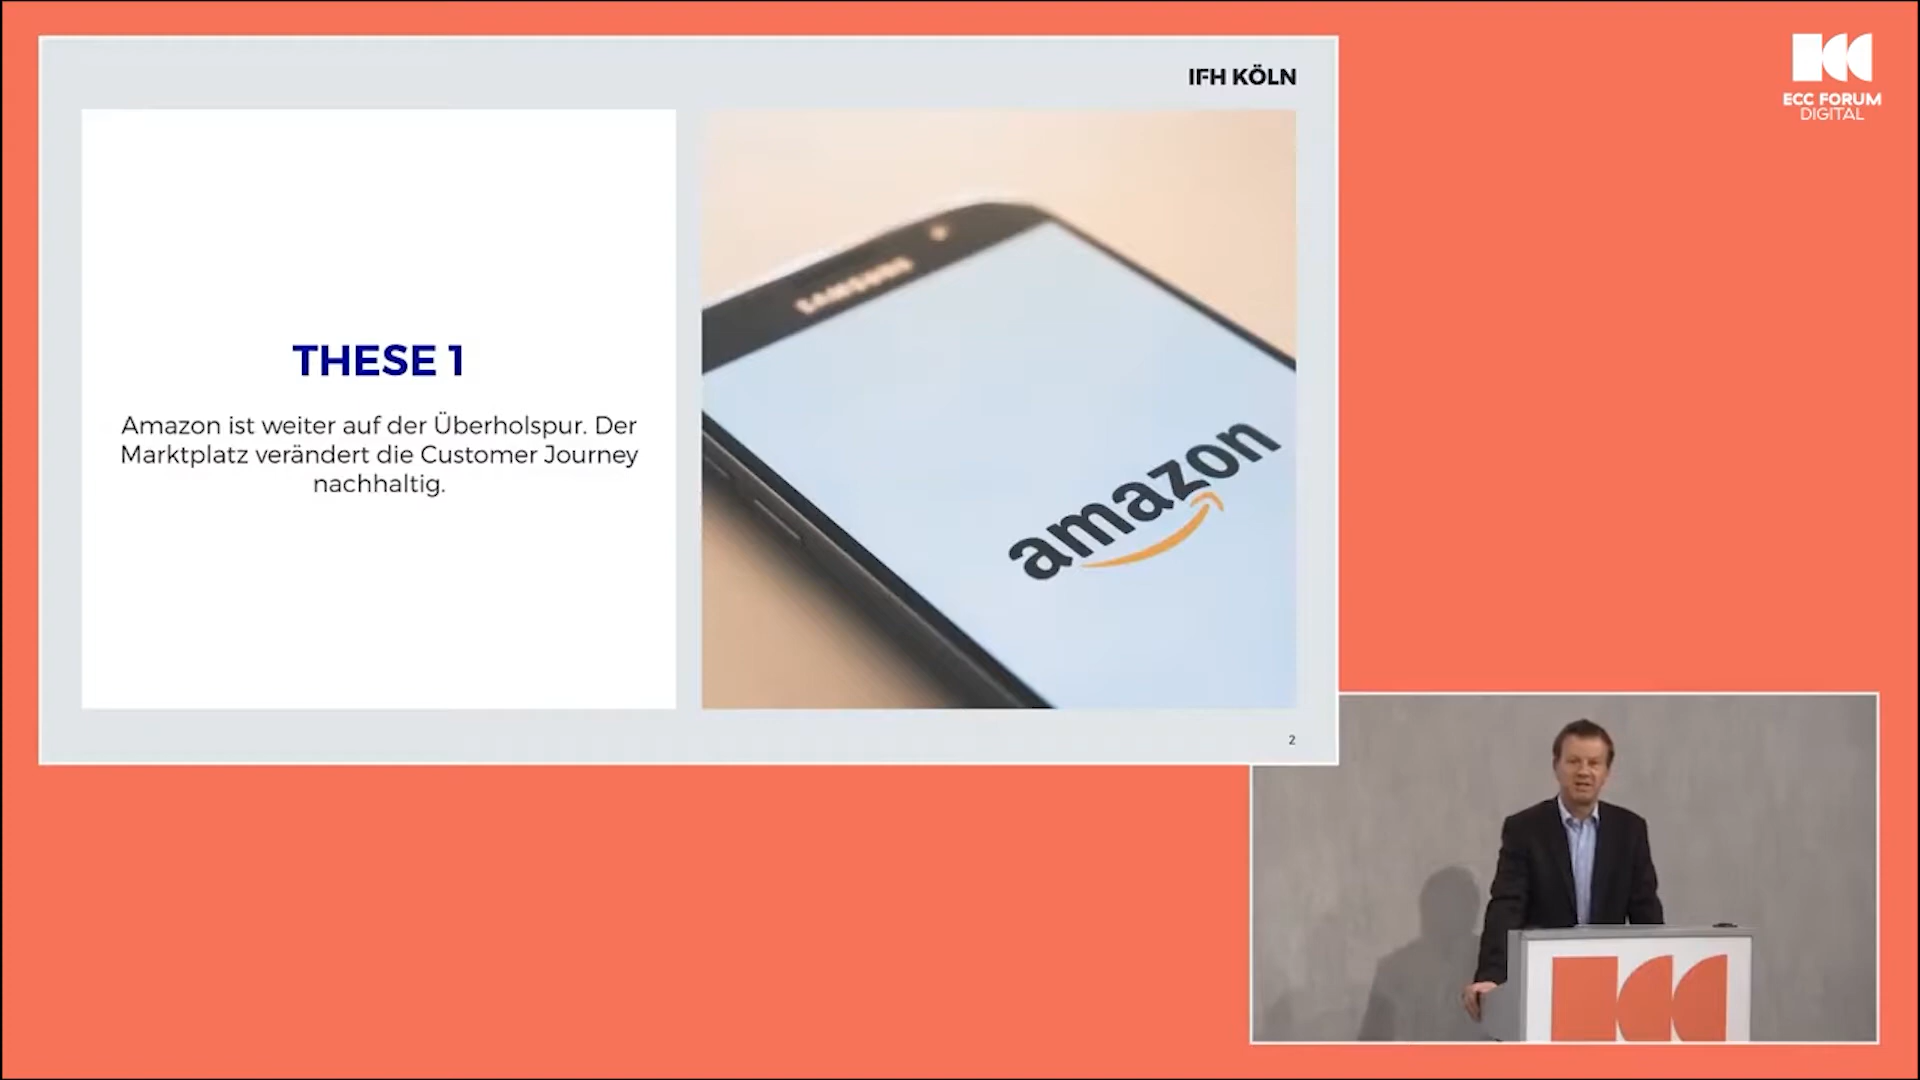 IFH KÖLN
ECC FORUM
DIGITAL
THESE 1
Amazon ist weiter auf der Überholspur. Der
Marktplatz verändert die Customer Journey
nachhaltig.
SAMSUNG
amazon
2